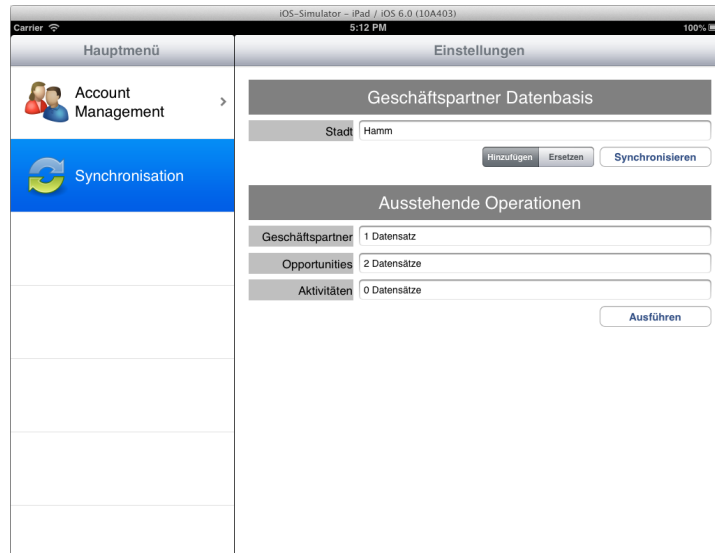 iOS-Simulator – iPad / iOS 6.0 (10A403)
Carrier 5:12 PM 100%
Hauptmenü
Einstellungen
Account
Management
Synchronisation
Geschäftspartner Datenbasis
Stadt Hamm
Hinzufügen Ersetzen Synchronisieren
Ausstehende Operationen
Geschäftspartner 1 Datensatz
Opportunities 2 Datensätze
Aktivitäten 0 Datensätze
Ausführen